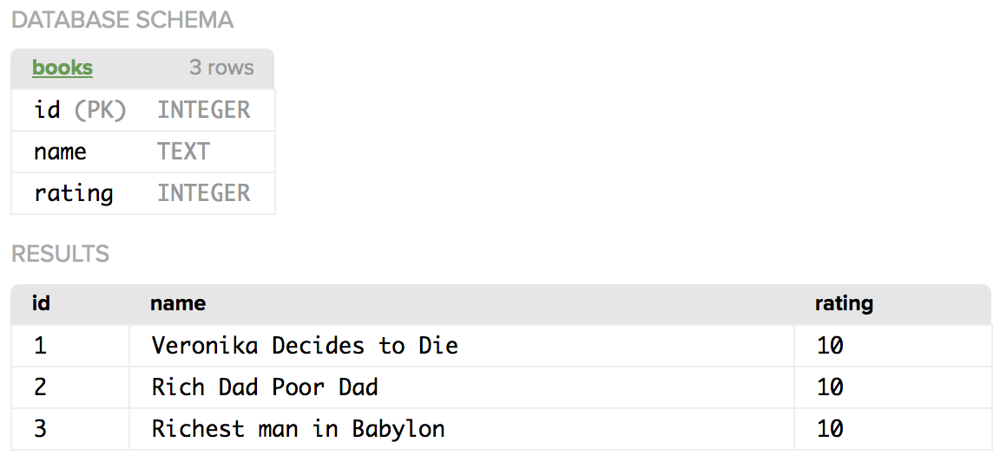 DATABASE SCHEMA
books 3 rows
id (PK) INTEGER
name TEXT
rating INTEGER
RESULTS
id name rating
1 Veronika Decides to Die 10
2 Rich Dad Poor Dad 10
3 Richest man in Babylon 10